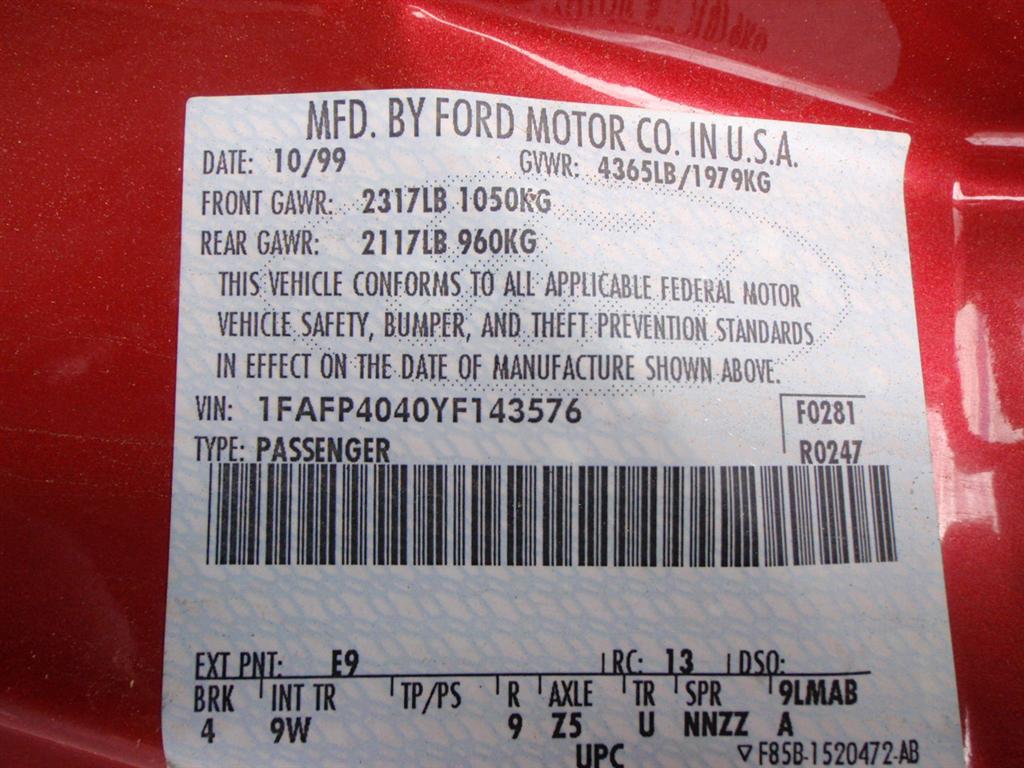 MFD. BY FORD MOTOR CO. IN U.S.A.
DATE: 10/99 GVWR: 4365LB/1979KG
FRONT GAWR: 2317LB 1050KG
REAR GAWR: 2117LB 960KG
THIS VEHICLE CONFORMS TO ALL APPLICABLE FEDERAL MOTOR
VEHICLE SAFETY, BUMPER, AND THEFT PREVENTION STANDARDS
IN EFFECT ON THE DATE OF MANUFACTURE SHOWN ABOVE.
VIN: 1FAFP4040YF143576 F0281
TYPE: PASSENGER R0247
EXT PNT: E9 RC: 13 DSO:
BRK INT TR TP/PS R AXLE TR SPR 9LMAB
4 9W 9 Z5 U NNZZ A
UPC ▽F85B-1520472-AB